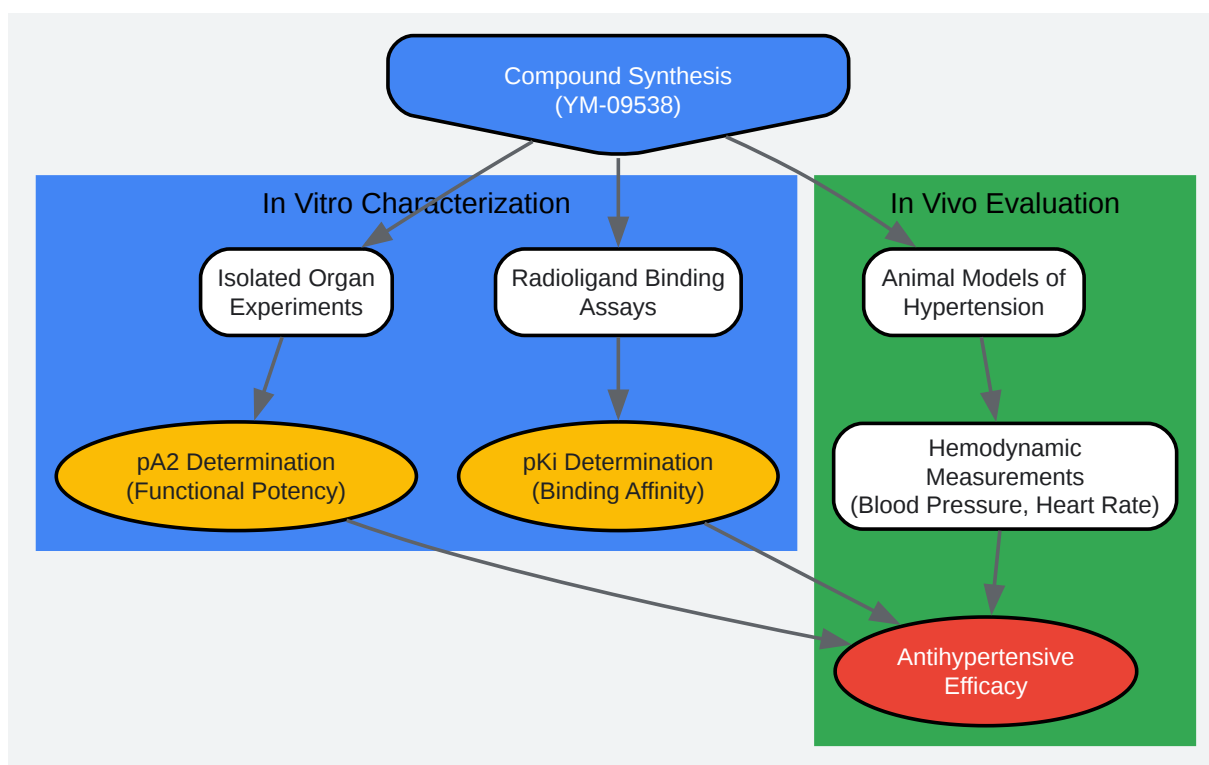 Compound Synthesis
(YM-09538)
In Vitro Characterization
In Vivo Evaluation
Isolated Organ
Experiments
Radioligand Binding
Assays
Animal Models of
Hypertension
pA2 Determination
(Functional Potency)
pKi Determination
(Binding Affinity)
Hemodynamic
Measurements
(Blood Pressure, Heart Rate)
Antihypertensive
Efficacy